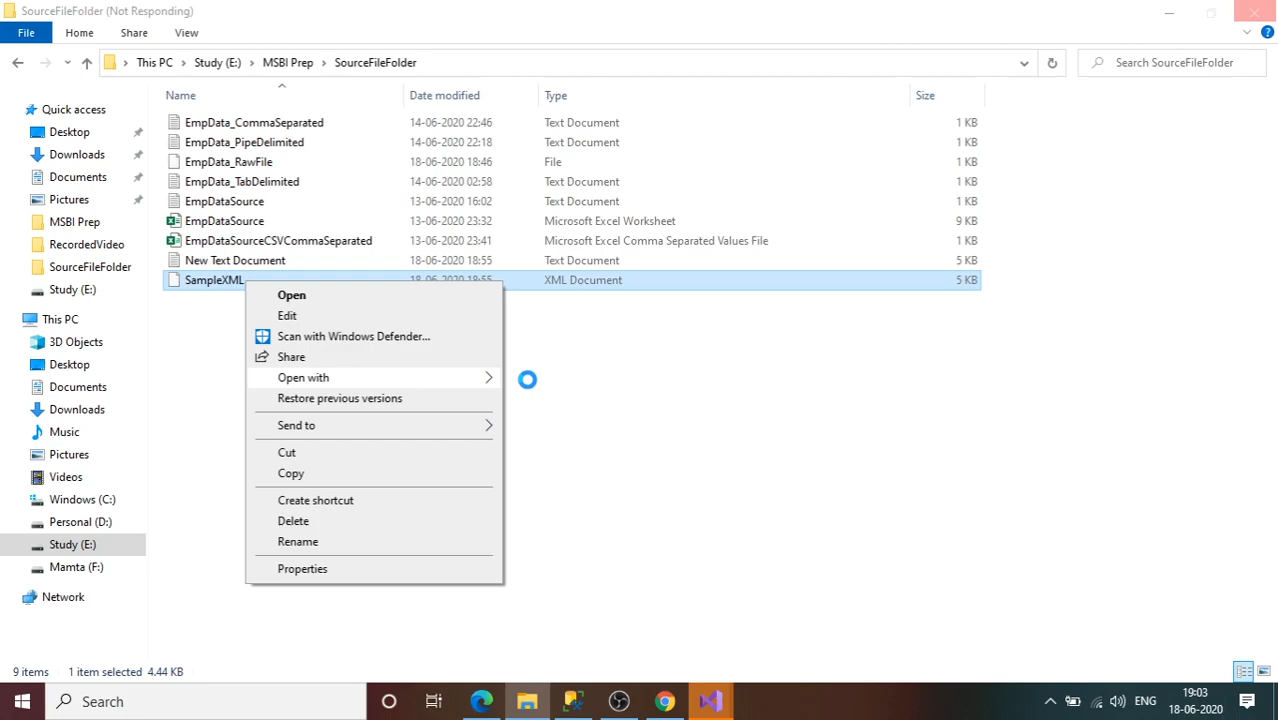 SourceFileFolder (Not Responding)
File Home Share View
This PC Study (E:) MSBI Prep SourceFileFolder
Search SourceFileFolder
Name Date modified Type Size
EmpData_CommaSeparated 14-06-2020 22:46 Text Document 1 KB
EmpData_PipeDelimited 14-06-2020 22:18 Text Document 1 KB
EmpData_RawFile 18-06-2020 18:46 File 1 KB
EmpData_TabDelimited 14-06-2020 02:58 Text Document 1 KB
EmpDataSource 13-06-2020 16:02 Text Document 1 KB
EmpDataSource 13-06-2020 23:32 Microsoft Excel Worksheet 9 KB
EmpDataSourceCSVCommaSeparated 13-06-2020 23:41 Microsoft Excel Comma Separated Values File 1 KB
New Text Document 18-06-2020 18:55 Text Document 5 KB
SampleXML 18-06-2020 18:55 XML Document 5 KB
Quick access
Desktop
Downloads
Documents
Pictures
MSBI Prep
RecordedVideo
SourceFileFolder
Study (E:)
This PC
3D Objects
Desktop
Documents
Downloads
Music
Pictures
Videos
Windows (C:)
Personal (D:)
Study (E:)
Mamta (F:)
Network
Open
Edit
Scan with Windows Defender...
Share
Open with
Restore previous versions
Send to
Cut
Copy
Create shortcut
Delete
Rename
Properties
9 items 1 item selected 4.44 KB
Search
ENG
19:03
18-06-2020